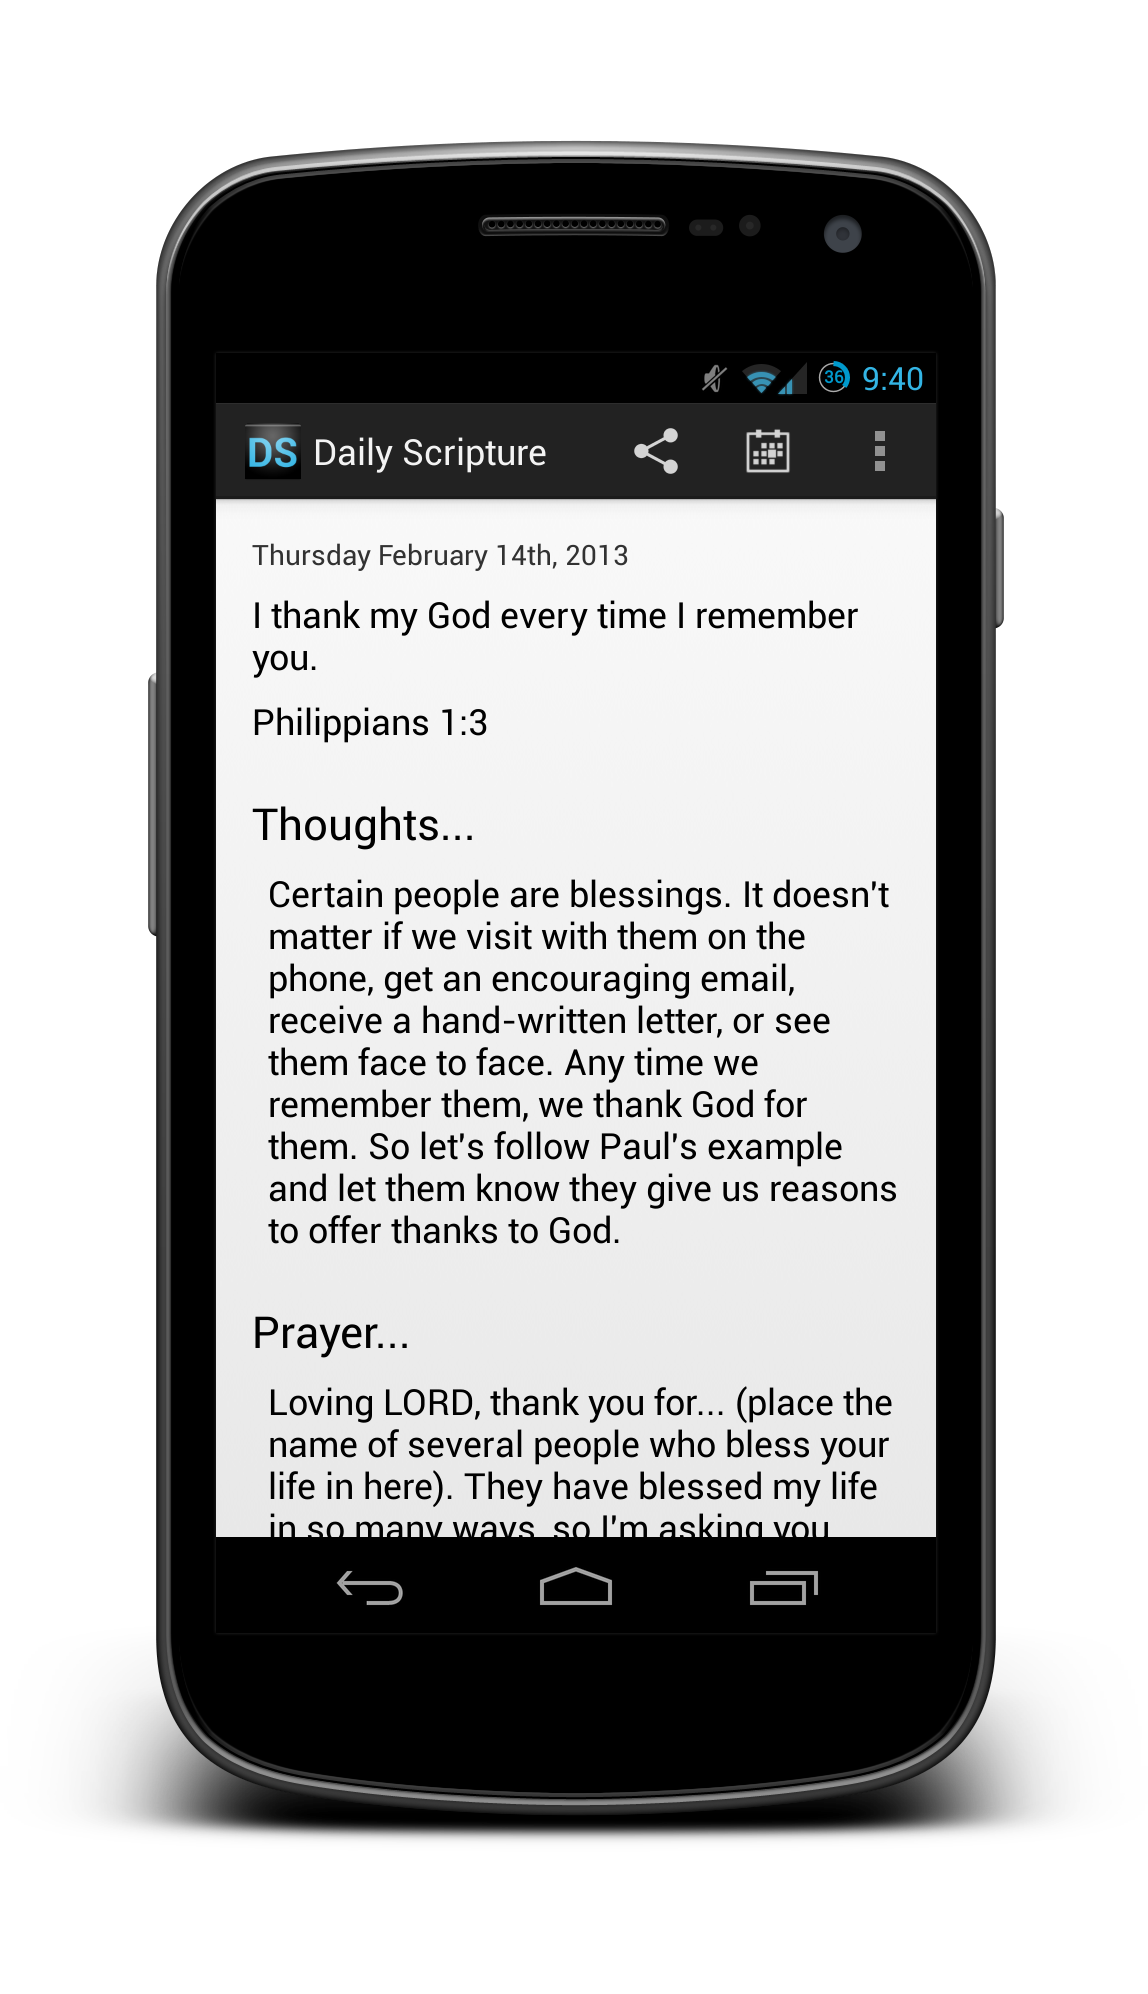 36 9:40
DS Daily Scripture
Thursday February 14th, 2013
I thank my God every time I remember
you.
Philippians 1:3
Thoughts...
Certain people are blessings. It doesn't
matter if we visit with them on the
phone, get an encouraging email,
receive a hand-written letter, or see
them face to face. Any time we
remember them, we thank God for
them. So let's follow Paul's example
and let them know they give us reasons
to offer thanks to God.
Prayer...
Loving LORD, thank you for... (place the
name of several people who bless your
life in here). They have blessed my life
in so many ways, so I'm asking you